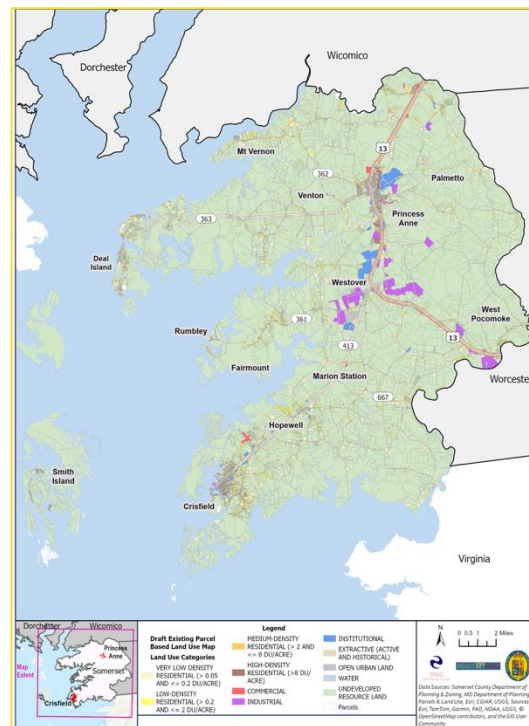 Dorchester
Wicomico
13
Mt Vernon
362
Palmetto
Venton
363
Princess
Anne
Deal
Island
Westover
Rumbley
361
West
Pocomoke
13
Fairmount
413
Worcester
Marion Station
667
Hopewell
Smith
Island
Crisfield
Virginia
Dorchester
Wicomico
Princess
Anne
Map
Extent
Somerset
Crisfield
Draft Existing Parcel
Based Land Use Map
Land Use Categories
VERY LOW DENSITY
RESIDENTIAL (> 0.05
AND <= 0.2 DU/ACRE)
LOW-DENSITY
RESIDENTIAL (> 0.2
AND <= 2 DU/ACRE)
Legend
MEDIUM-DENSITY
RESIDENTIAL (> 2 AND
<= 8 DU/ACRE)
HIGH-DENSITY
RESIDENTIAL (>8 DU/
ACRE)
COMMERCIAL
INDUSTRIAL
INSTITUTIONAL
EXTRACTIVE (ACTIVE
AND HISTORICAL)
OPEN URBAN LAND
WATER
UNDEVELOPED
RESOURCE LAND
Parcels
N
0 0.5 1 2 Miles
Data Sources: Somerset County Department of
Planning & Zoning, MD Department of Planning
Parcels & Land Use, Esri, CGIAR, USGS, Source:
Esri, TomTom, Garmin, FAO, NOAA, USGS, ©
OpenStreetMap contributors, and the GIS User
Community